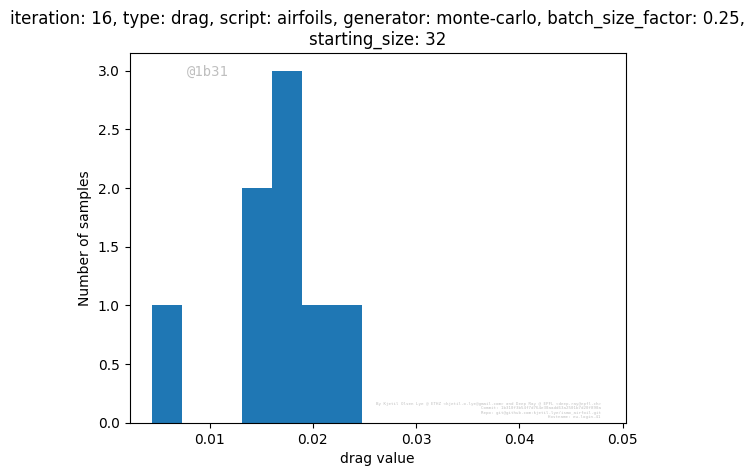 iteration: 16, type: drag, script: airfoils, generator: monte-carlo, batch_size_factor: 0.25,
starting_size: 32
@1b31
3.0
2.5
2.0
1.5
1.0
0.5
0.0
Number of samples
0.01
0.02
0.03
0.04
0.05
drag value